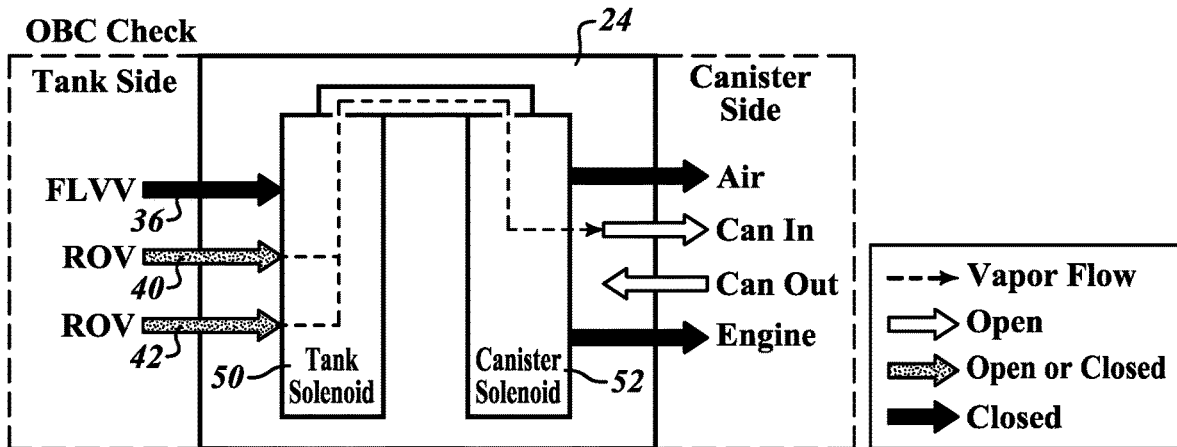 OBC Check
24
Tank Side
Canister
Side
FLVV
36
Air
ROV
40
Can In
Can Out
ROV
42
Engine
50
Tank
Solenoid
Canister
Solenoid
52
Vapor Flow
Open
Open or Closed
Closed